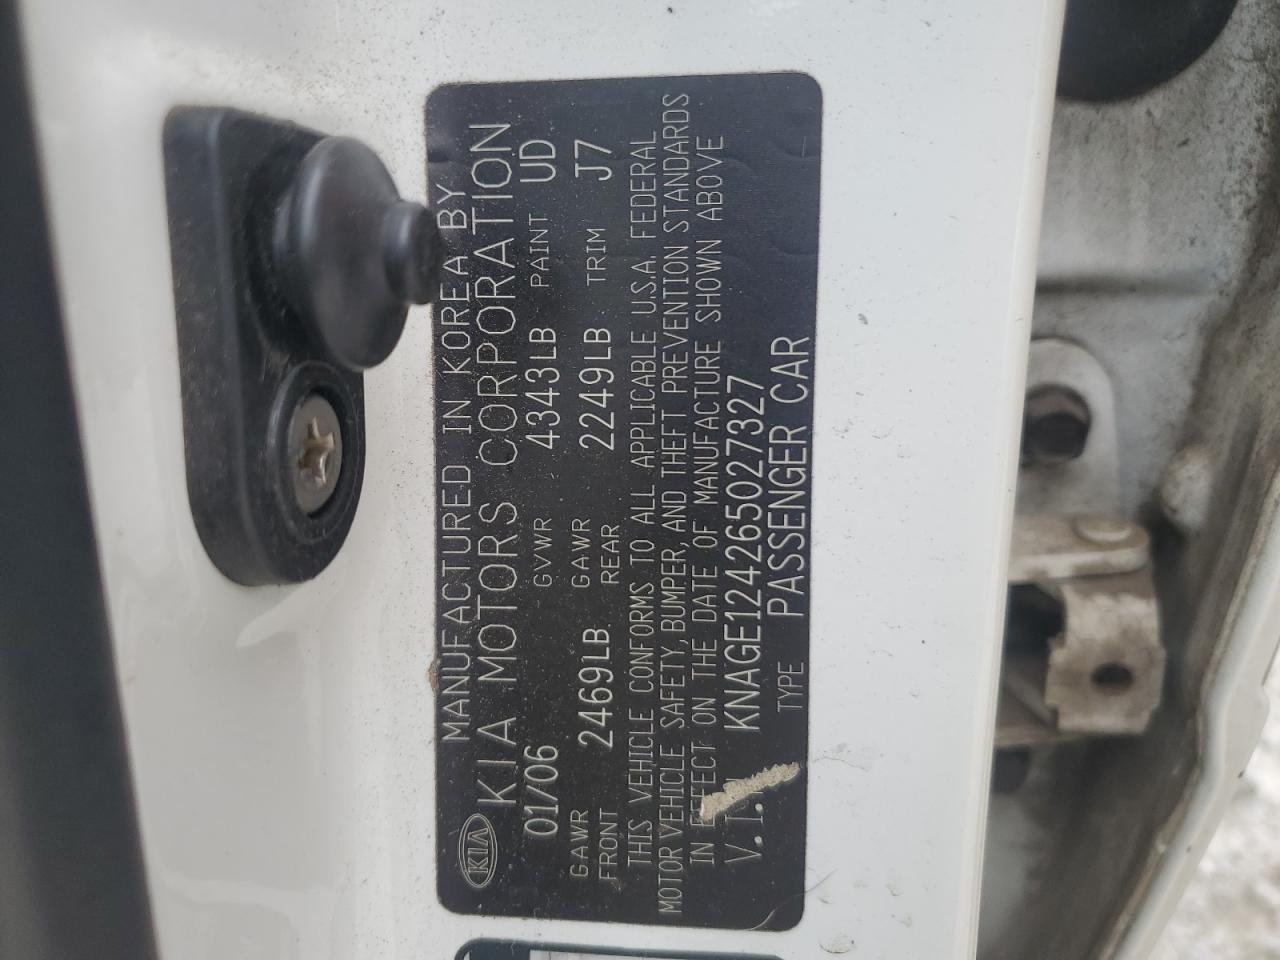 MANUFACTURED IN KOREA BY
KIA KIA MOTORS CORPORATION
01/06 GVWR 4343LB PAINT UD
GAWR FRONT 2469LB GAWR REAR 2249LB TRIM J7
THIS VEHICLE CONFORMS TO ALL APPLICABLE U.S.A. FEDERAL
MOTOR VEHICLE SAFETY, BUMPER, AND THEFT PREVENTION STANDARDS
IN EFFECT ON THE DATE OF MANUFACTURE SHOWN ABOVE
KNAGE124265027327
TYPE PASSENGER CAR